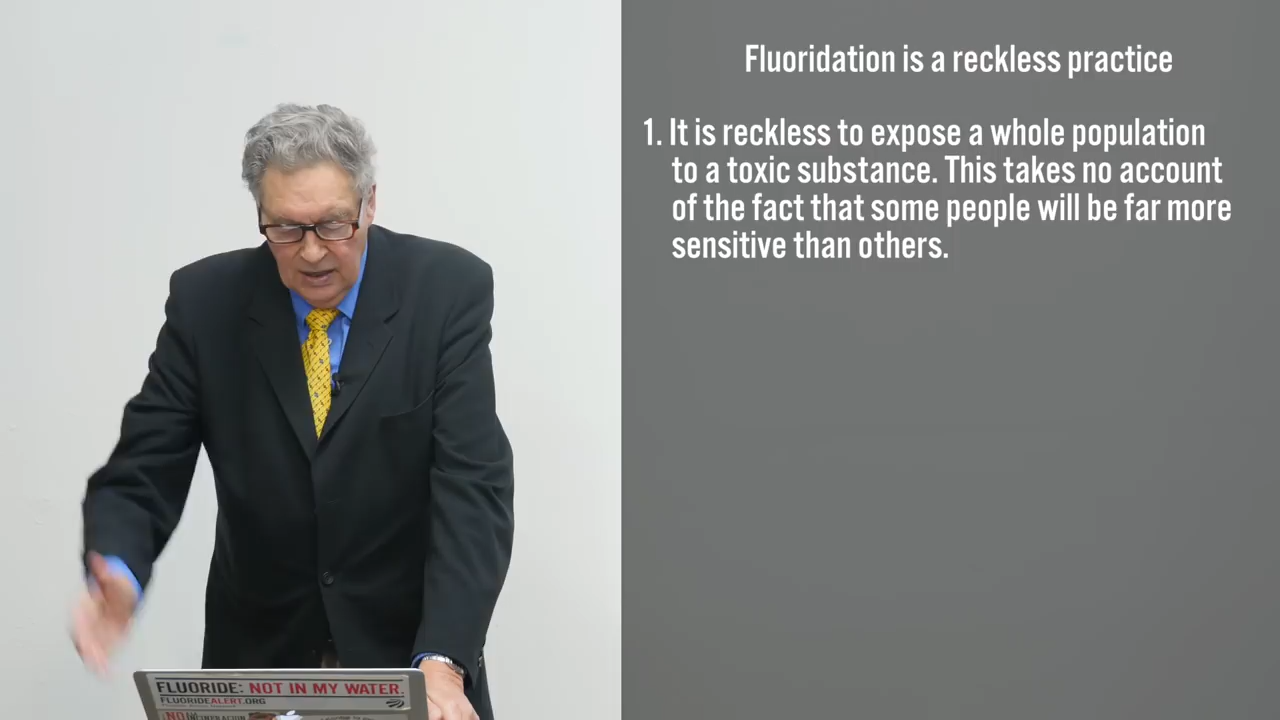 Fluoridation is a reckless practice
1. It is reckless to expose a whole population
to a toxic substance. This takes no account
of the fact that some people will be far more
sensitive than others.
FLUORIDE: NOT IN MY WATER.
FLUORIDEALERT.ORG
NO